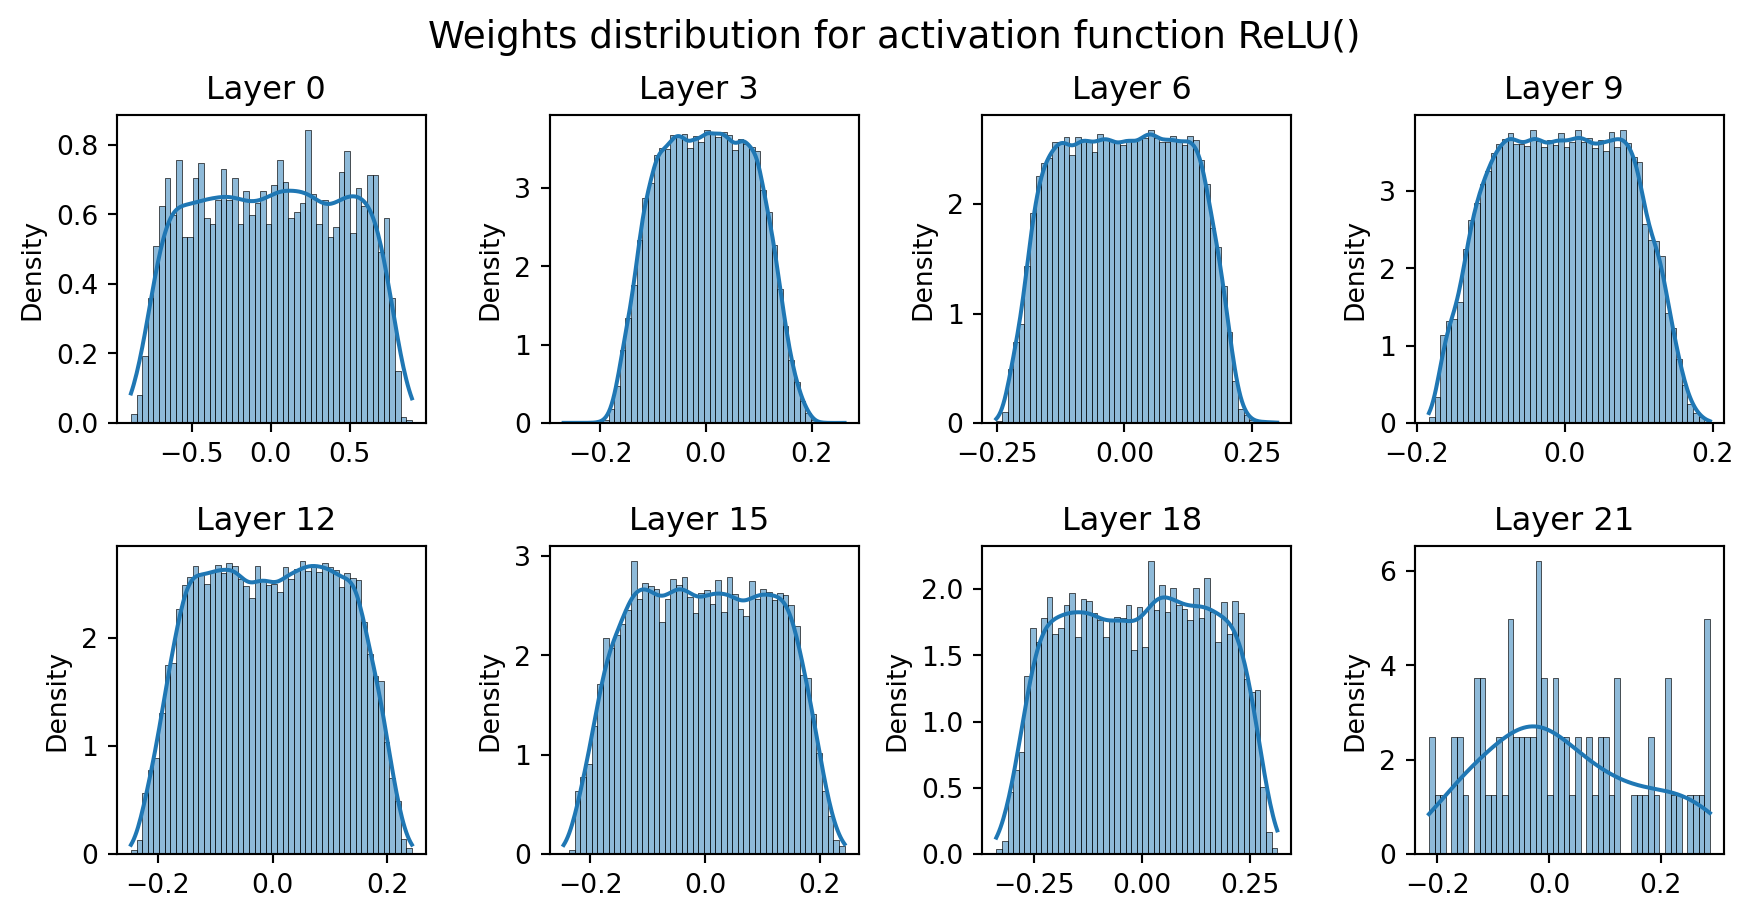 Weights distribution for activation function ReLU()
Layer 0
Layer 3
Layer 6
Layer 9
Density
0.8
0.6
0.4
0.2
0.0
−0.5 0.0 0.5
Density
3
2
1
0
−0.2 0.0 0.2
Density
2
1
0
−0.25 0.00 0.25
Density
3
2
1
0
−0.2 0.0 0.2
Layer 12
Layer 15
Layer 18
Layer 21
Density
2
1
0
−0.2 0.0 0.2
Density
3
2
1
0
−0.2 0.0 0.2
Density
2.0
1.5
1.0
0.5
0.0
−0.25 0.00 0.25
Density
6
4
2
0
−0.2 0.0 0.2